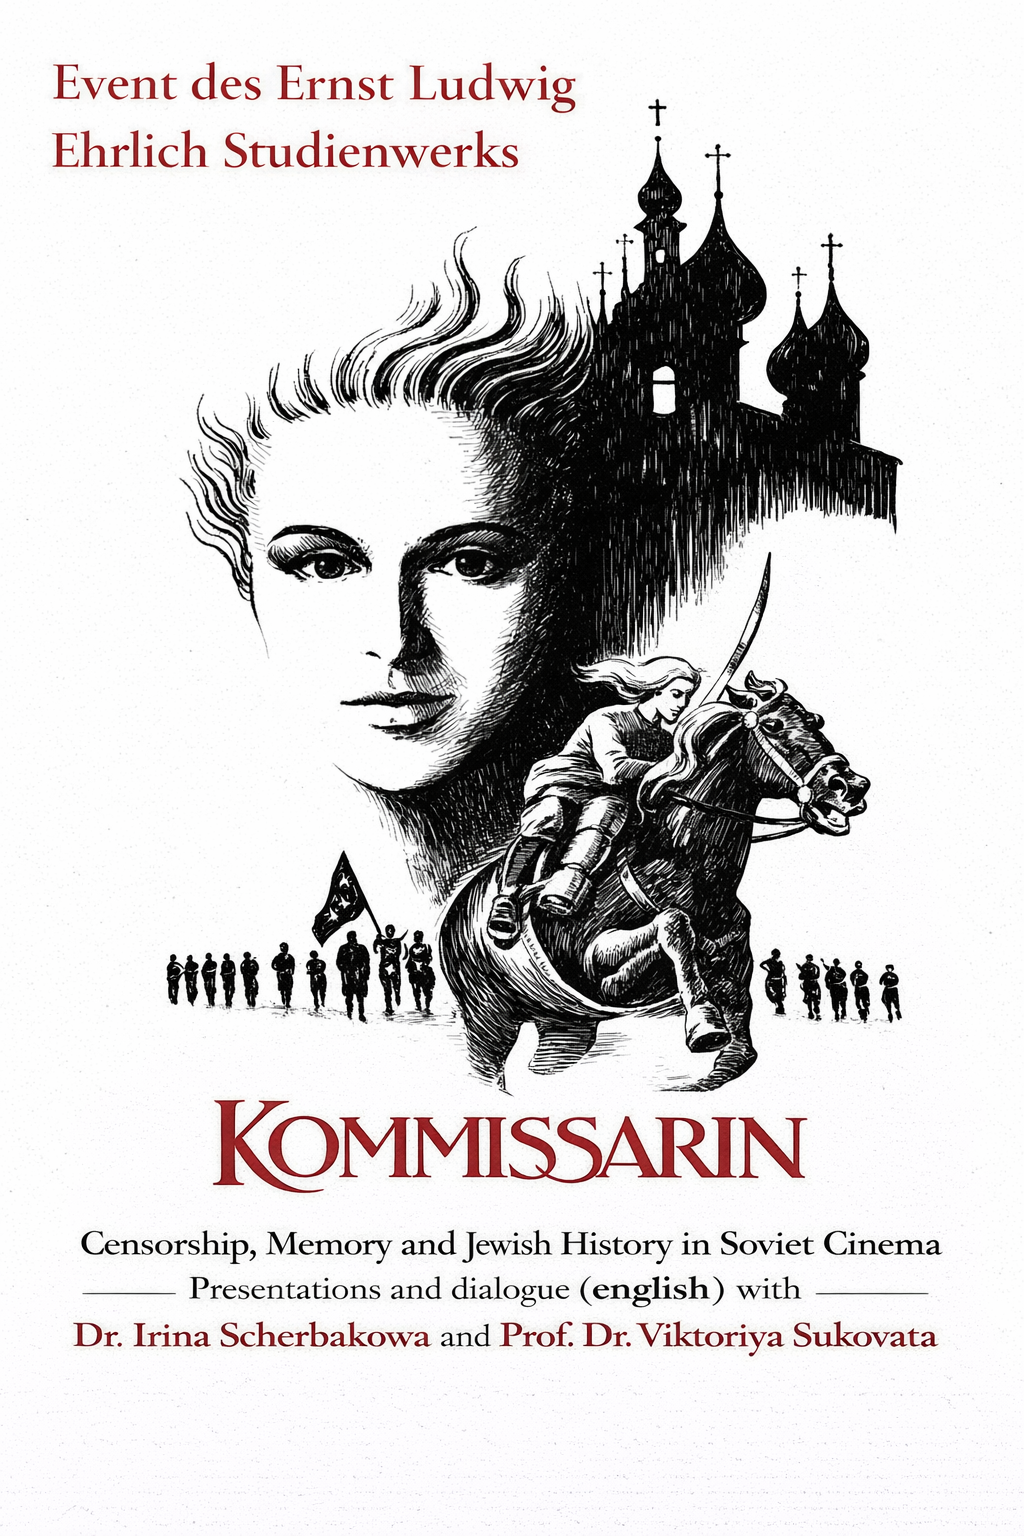 Event des Ernst Ludwig
Ehrlich Studienwerks
KOMMISSARIN
Censorship, Memory and Jewish History in Soviet Cinema
Presentations and dialogue (english) with
Dr. Irina Scherbakowa and Prof. Dr. Viktoriya Sukovata